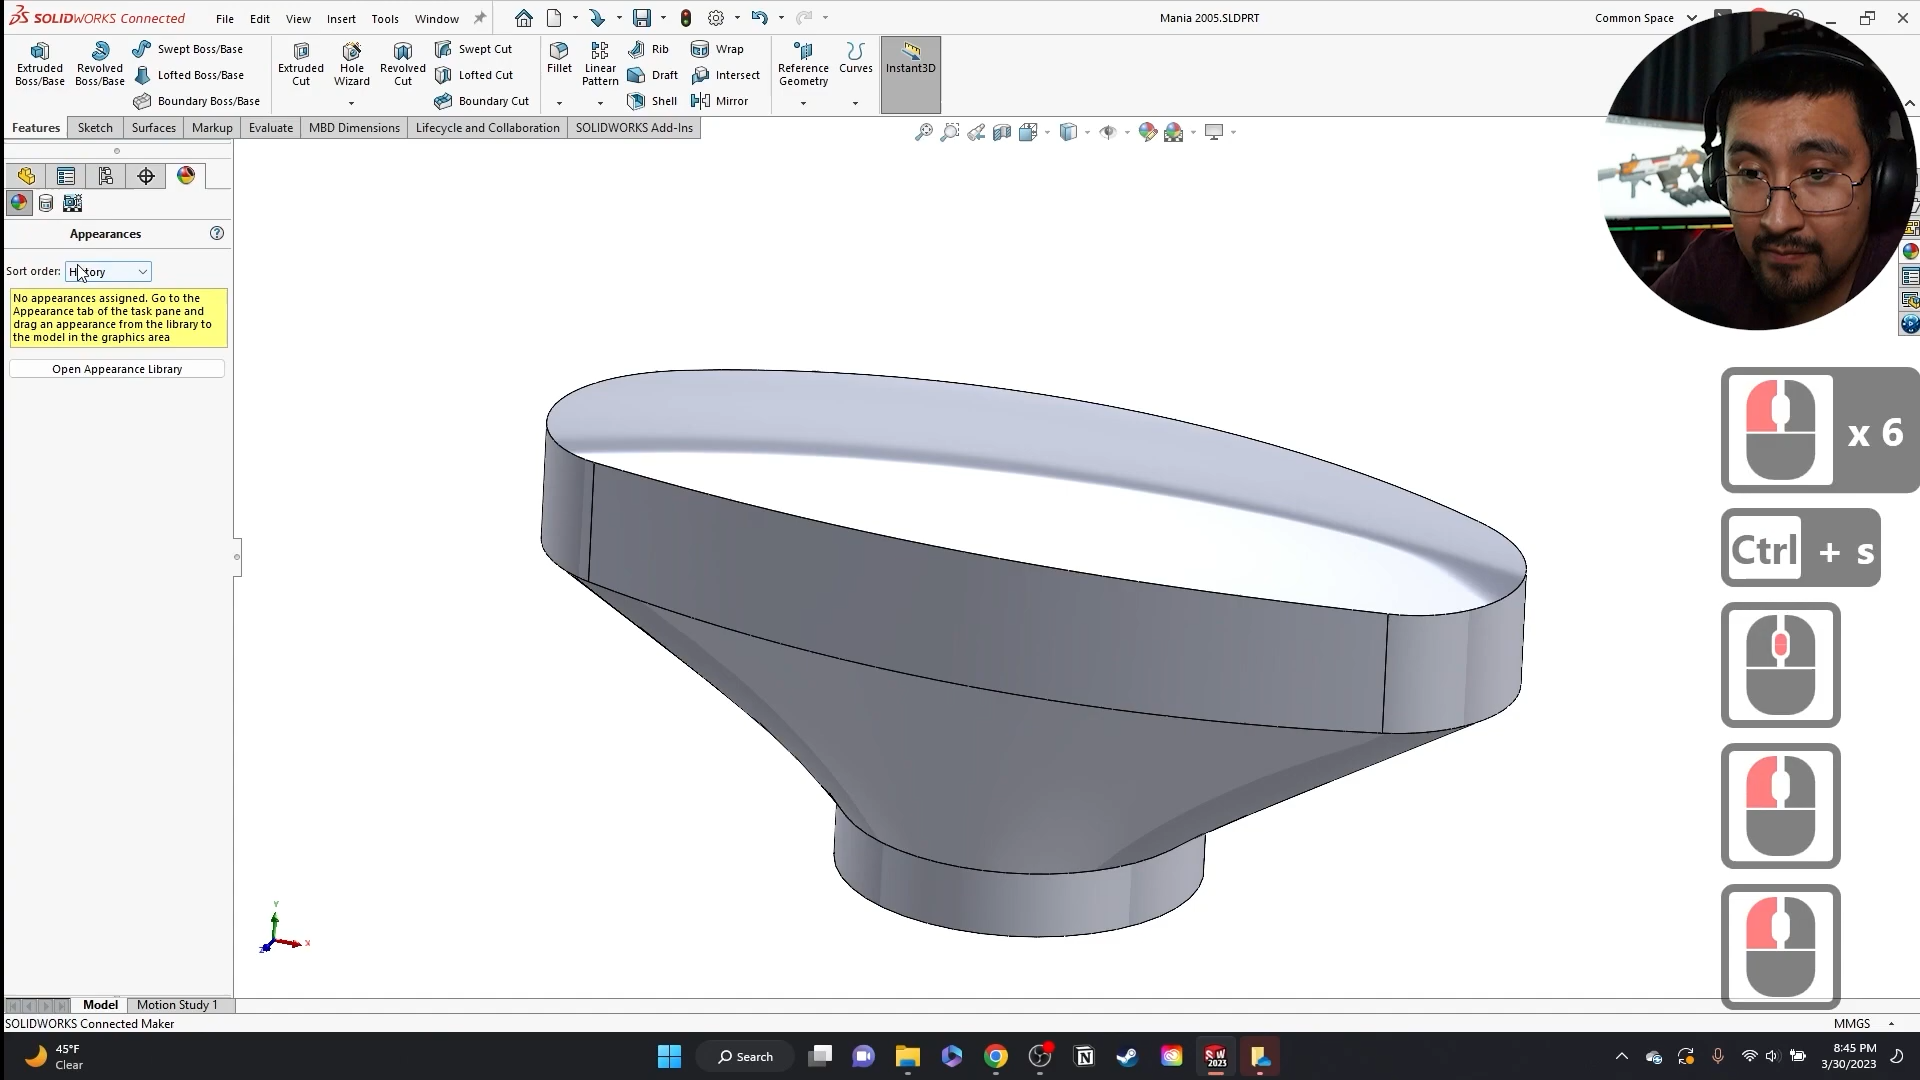 SOLIDWORKS Connected
File Edit View Insert Tools Window
Mania 2005.SLDPRT
Common Space
Extruded Boss/Base
Revolved Boss/Base
Swept Boss/Base
Lofted Boss/Base
Boundary Boss/Base
Extruded Cut
Hole Wizard
Revolved Cut
Swept Cut
Lofted Cut
Boundary Cut
Fillet
Linear Pattern
Rib
Draft
Shell
Wrap
Intersect
Mirror
Reference Geometry
Curves
Instant3D
Features Sketch Surfaces Markup Evaluate MBD Dimensions Lifecycle and Collaboration SOLIDWORKS Add-Ins
Appearances
Sort order:
No appearances assigned. Go to the
Appearance tab of the task pane and
drag an appearance from the library to
the model in the graphics area
Open Appearance Library
x 6
Ctrl + s
Y
X
Z
Model Motion Study 1
SOLIDWORKS Connected Maker
MMGS
45°F
Clear
Search
SW
2023
8:45 PM
3/30/2023